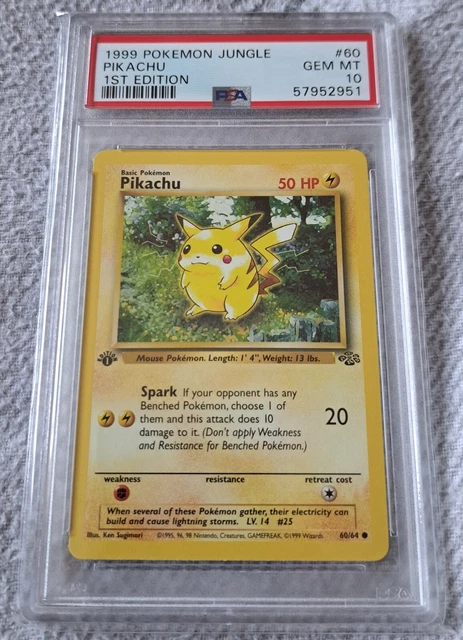 1999 POKEMON JUNGLE #60
PIKACHU GEM MT
1ST EDITION 10
PSA 57952951
Basic Pokémon
Pikachu 50 HP
EDITION
1
Mouse Pokémon. Length: 1' 4", Weight: 13 lbs.
Spark If your opponent has any
Benched Pokémon, choose 1 of
them and this attack does 10
damage to it. (Don't apply Weakness
and Resistance for Benched Pokémon.)
20
weakness resistance retreat cost
When several of these Pokémon gather, their electricity can
build and cause lightning storms. LV. 14 #25
Illus. Ken Sugimori ©1995, 96, 98 Nintendo, Creatures, GAMEFREAK. ©1999 Wizards. 60/64